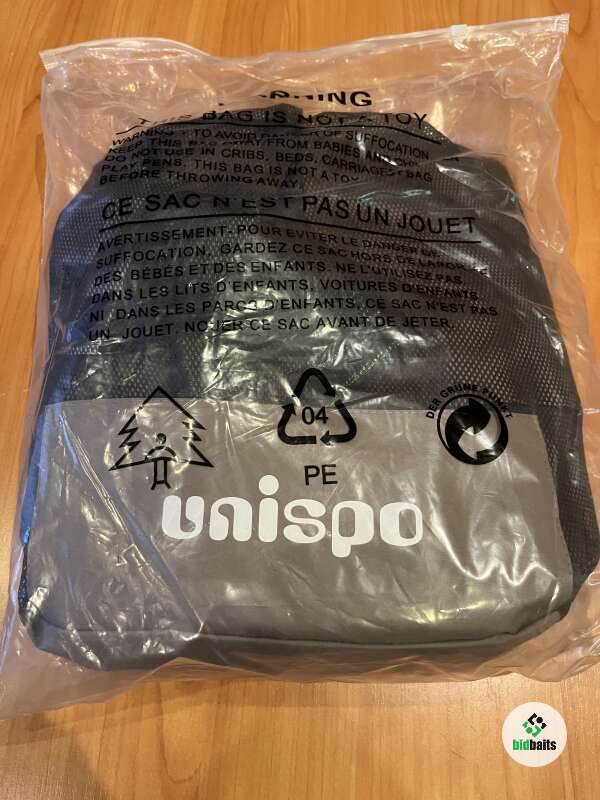 WARNING
THIS BAG IS NOT A TOY
WARNING: TO AVOID DANGER OF SUFFOCATION,
KEEP THIS BAG AWAY FROM BABIES AND
DO NOT USE IN CRIBS, BEDS, CARRIAGES
PLAY PENS. THIS BAG IS NOT A TOY
BEFORE THROWING AWAY.
CE SAC N'EST PAS UN JOUET
AVERTISSEMENT. POUR EVITER LE DANGER DE
SUFFOCATION, GARDEZ CE SAC HORS DE
DES BÉBÉS ET DES ENFANTS. NE L'UTILISEZ PAS
DANS LES LITS D'ENFANTS, VOITURES D'ENFANTS
NI, DANS LES PARCS D'ENFANTS, CE SAC N'EST PAS
UN JOUET. CE SAC AVANT DE JETER.
04
PE
DER GRÜNE PUNKT
unispo
bidbaits